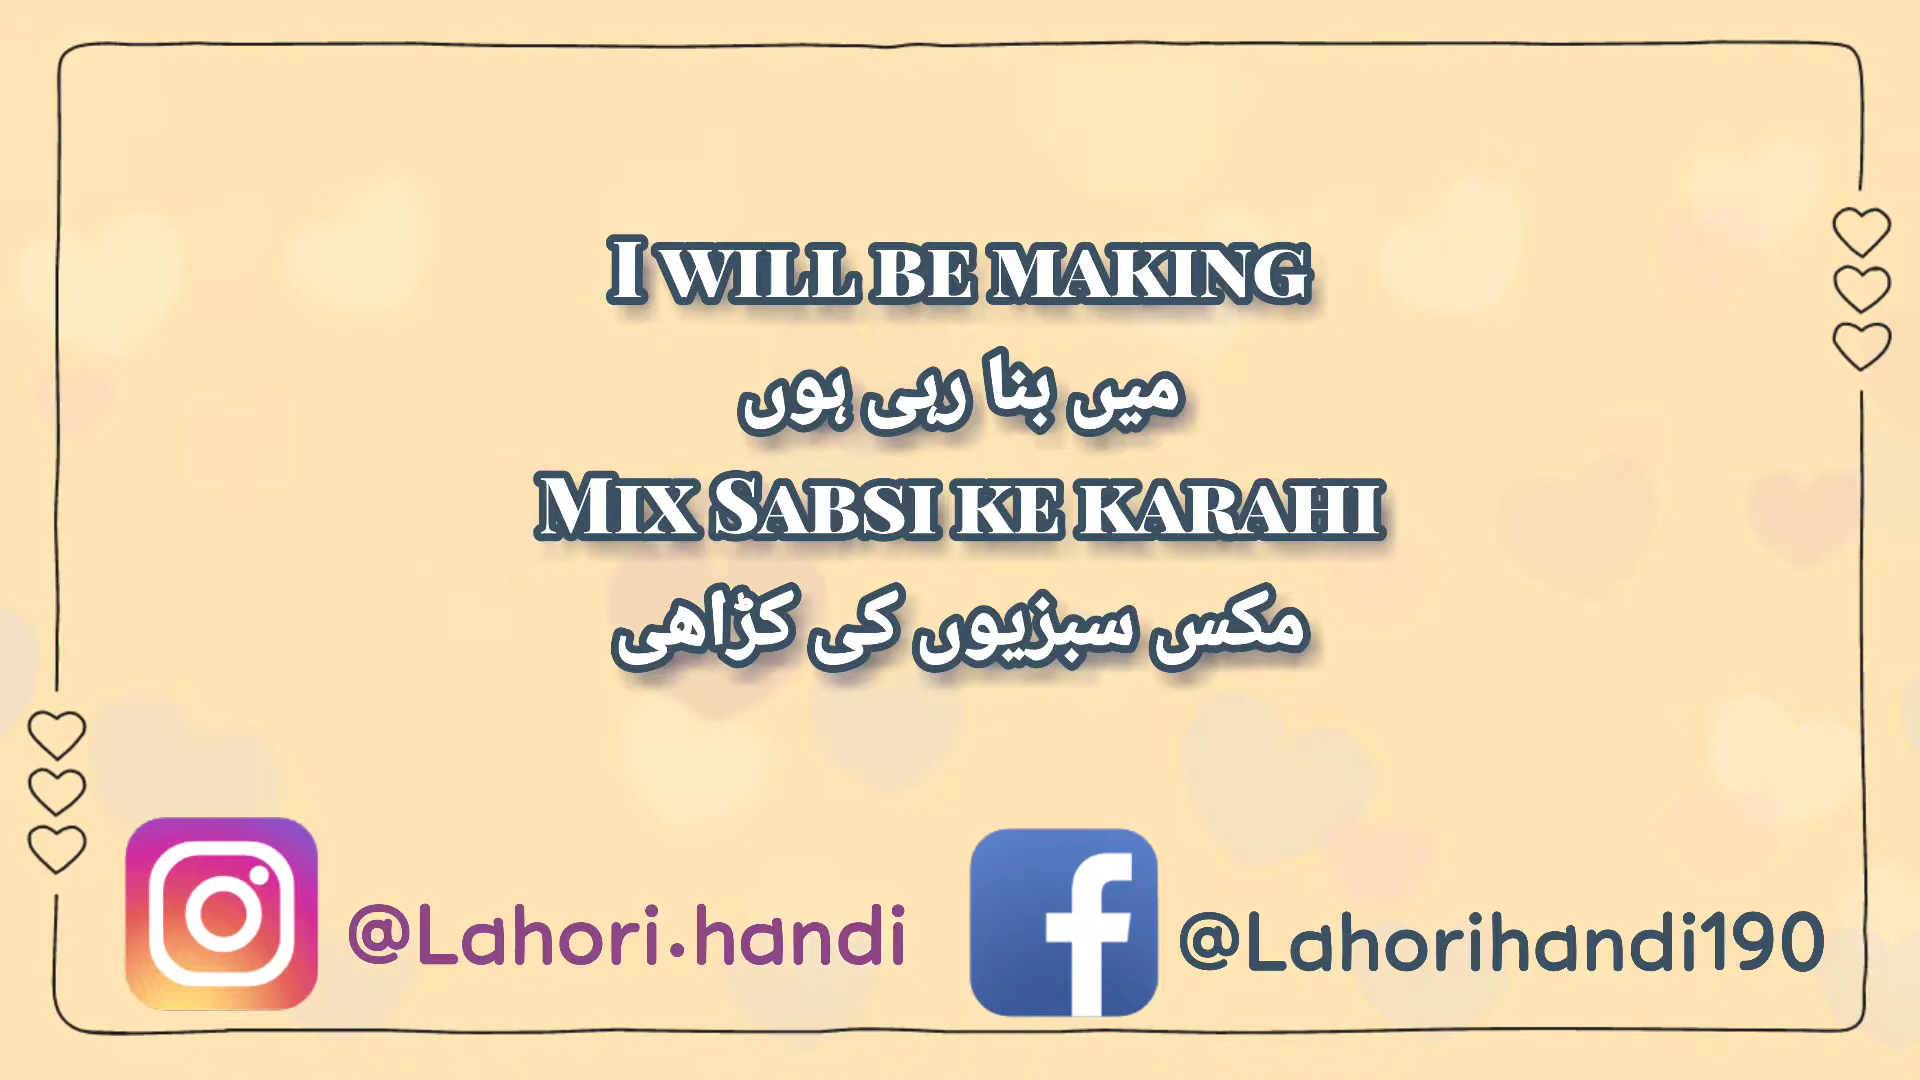 I will be making
میں بنا رہی ہوں
Mix Sabsi ke karahi
مکس سبزیوں کی کڑاھی
@Lahori.handi
@Lahorihandi190